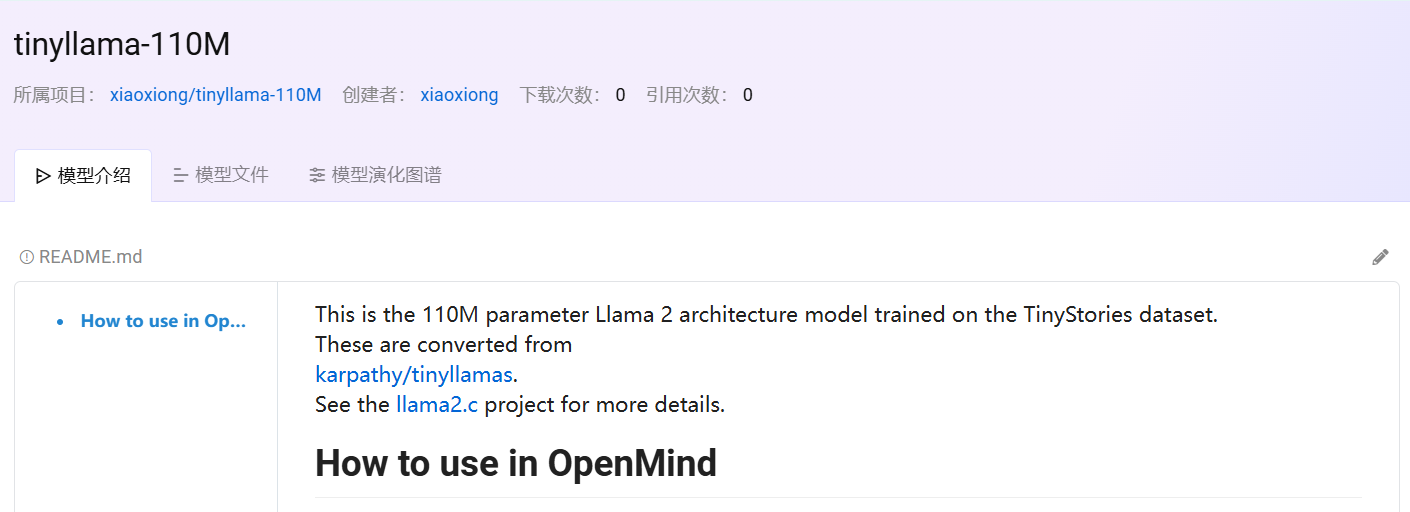 tinyllama-110M
所属项目： xiaoxiong/tinyllama-110M 创建者： xiaoxiong 下载次数： 0 引用次数： 0
模型介绍 模型文件 模型演化图谱
README.md
How to use in Op...
This is the 110M parameter Llama 2 architecture model trained on the TinyStories dataset.
These are converted from
karpathy/tinyllamas.
See the llama2.c project for more details.
How to use in OpenMind